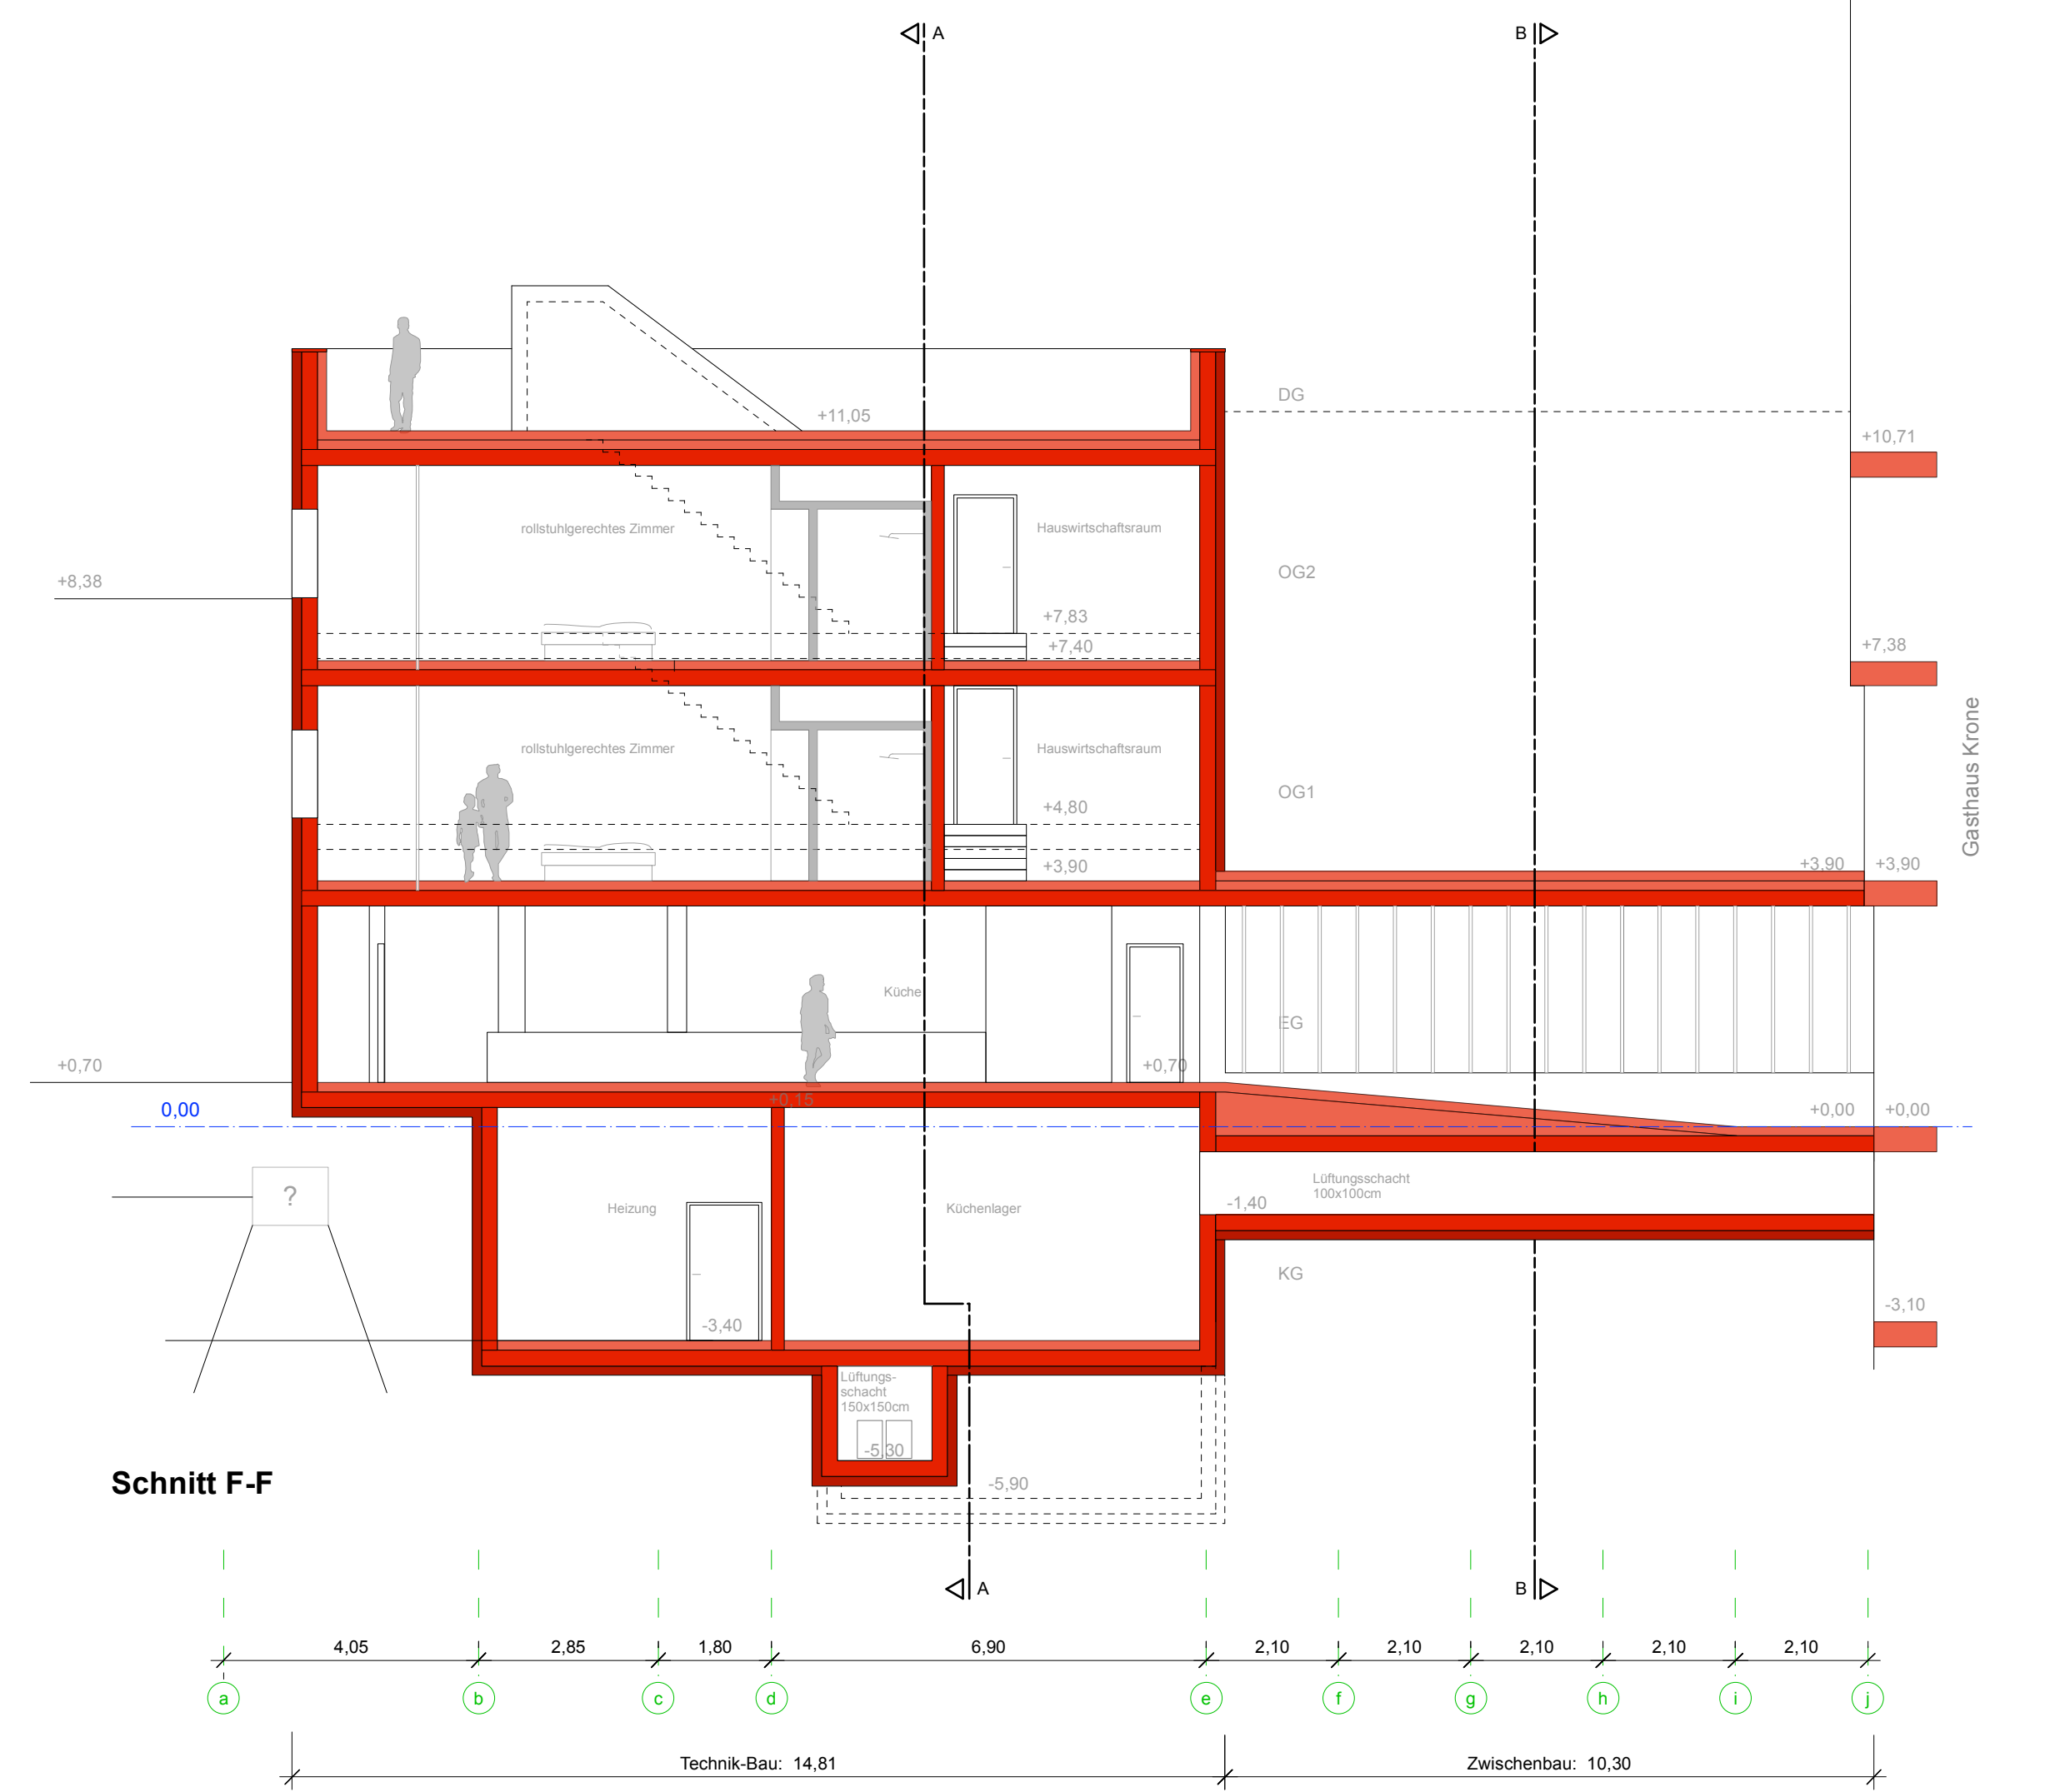 A
B
DG
+11,05
+10,71
rollstuhlgerechtes Zimmer
Hauswirtschaftsraum
OG2
+8,38
+7,83
+7,40
+7,38
rollstuhlgerechtes Zimmer
Hauswirtschaftsraum
OG1
Gasthaus Krone
+4,80
+3,90
+3,90
+3,90
Küche
EG
+0,70
+0,70
+0,15
0,00
+0,00
+0,00
?
Heizung
Küchenlager
Lüftungsschacht
100x100cm
-1,40
KG
-3,40
-3,10
Lüftungs-
schacht
150x150cm
-5,30
-5,90
Schnitt F-F
A
B
4,05
2,85
1,80
6,90
2,10
2,10
2,10
2,10
2,10
a
b
c
d
e
f
g
h
i
j
Technik-Bau: 14,81
Zwischenbau: 10,30